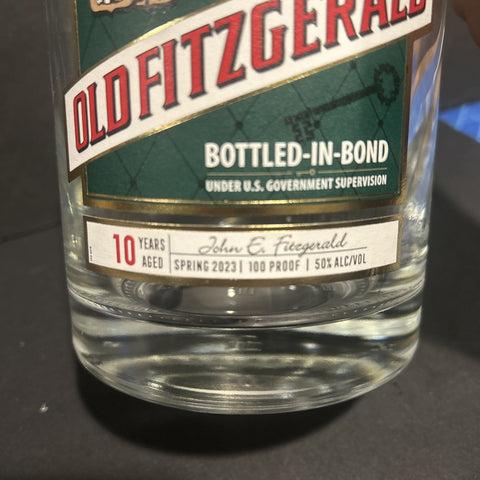 OLD FITZGERALD
BOTTLED-IN-BOND
UNDER U.S. GOVERNMENT SUPERVISION
10 YEARS AGED
John E. Fitzgerald
SPRING 2023 | 100 PROOF | 50% ALC/VOL